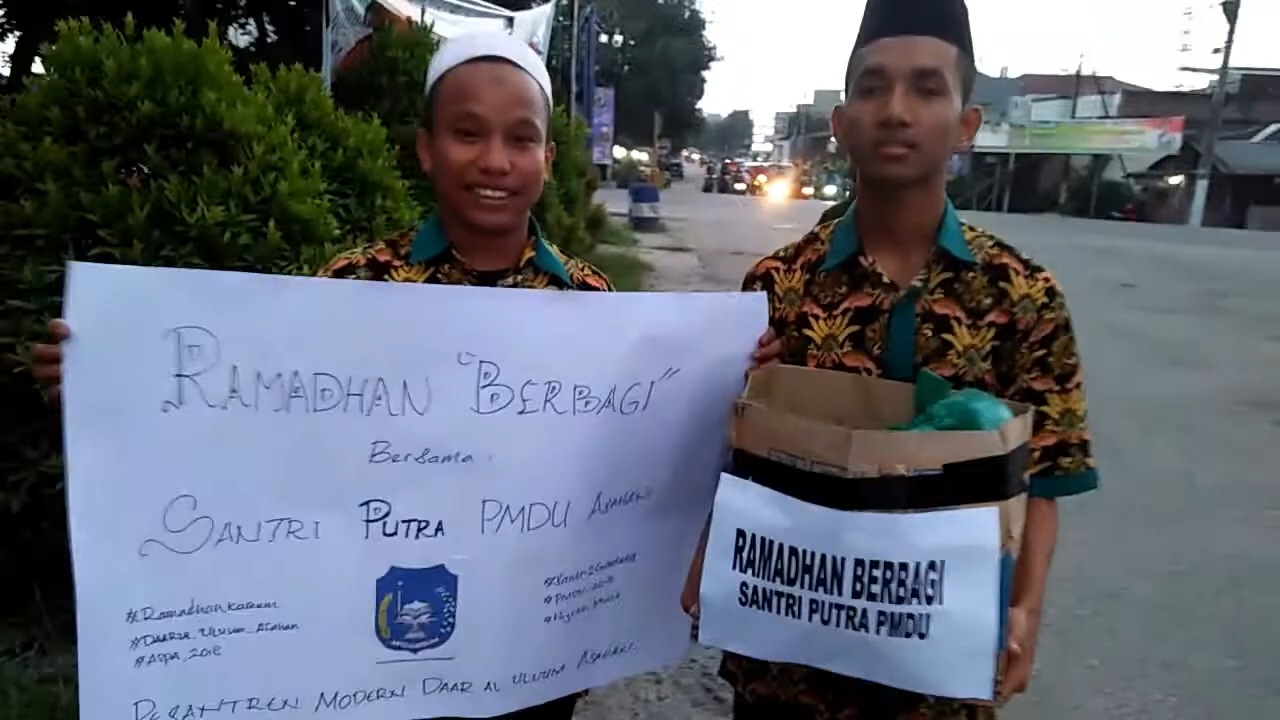 RAMADHAN "BERBAGI"
Bersama
SANTRI PUTRA PMDU ASAHAN
#Ramadhankareem
#DAARUL_Uluum_Asahan
#ASPA_2018
PESANTREN MODERN DAAR AL ULUUM ASAHAN
RAMADHAN BERBAGI
SANTRI PUTRA PMDU